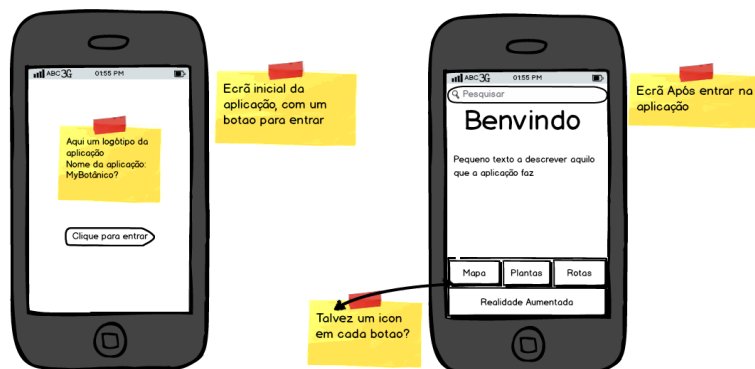 ABC 3G 01:55 PM
Aqui um logótipo da
aplicação
Nome da aplicação:
MyBotânico?
Clique para entrar
Ecrã inicial da
aplicação, com um
botao para entrar
ABC 3G 01:55 PM
Pesquisar
Benvindo
Pequeno texto a descrever aquilo
que a aplicação faz
Mapa Plantas Rotas
Realidade Aumentada
Talvez um icon
em cada botao?
Ecrã Após entrar na
aplicação